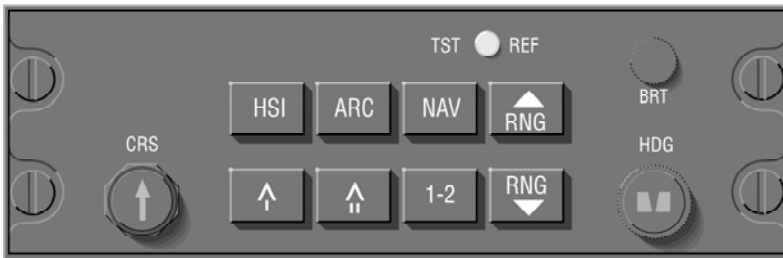 TST REF
BRT
HSI ARC NAV RNG
CRS HDG
1-2 RNG